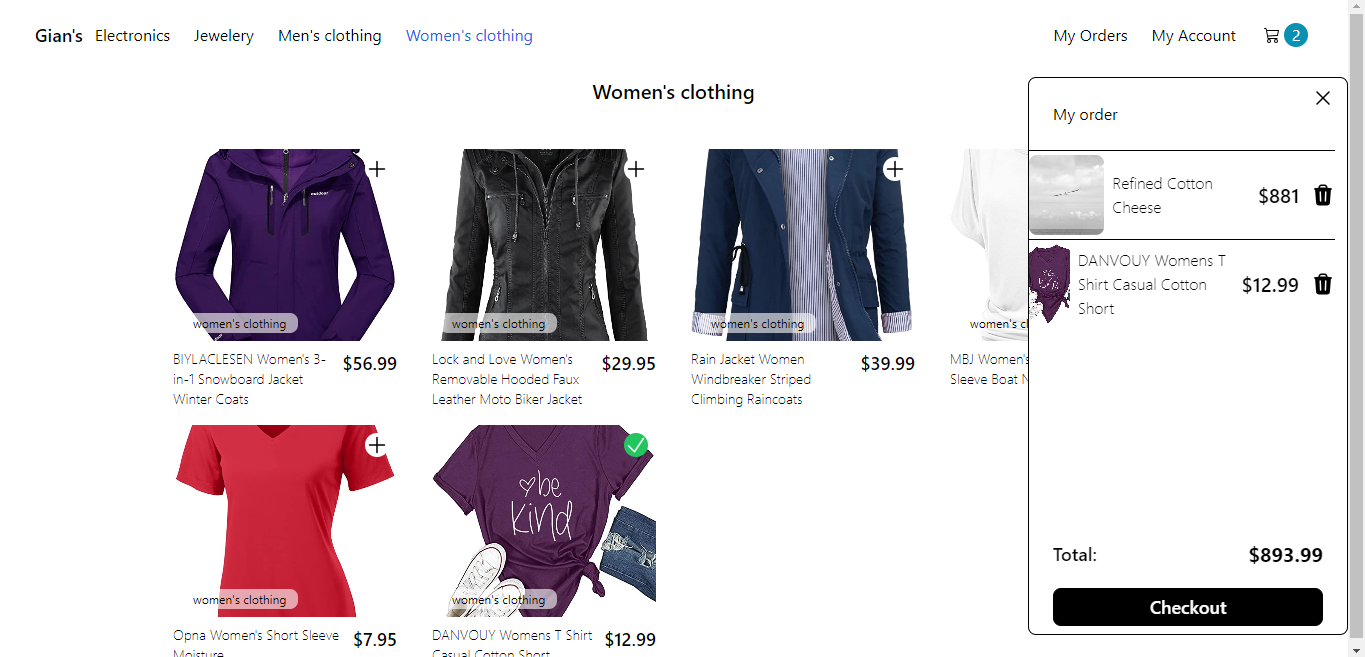 Gian's Electronics Jewelery Men's clothing Women's clothing My Orders My Account 2
Women's clothing
My order
Refined Cotton
Cheese
$881
DANVOUY Womens T
Shirt Casual Cotton
Short
$12.99
Total: $893.99
Checkout
outdoor
women's clothing
BIYLACLESEN Women's 3-
in-1 Snowboard Jacket
Winter Coats
$56.99
women's clothing
Lock and Love Women's
Removable Hooded Faux
Leather Moto Biker Jacket
$29.95
women's clothing
Rain Jacket Women
Windbreaker Striped
Climbing Raincoats
$39.99
women's cl
MBJ Women's
Sleeve Boat N
women's clothing
Opna Women's Short Sleeve
Moisture
$7.95
be
kind
women's clothing
DANVOUY Womens T Shirt
Casual Cotton Short
$12.99